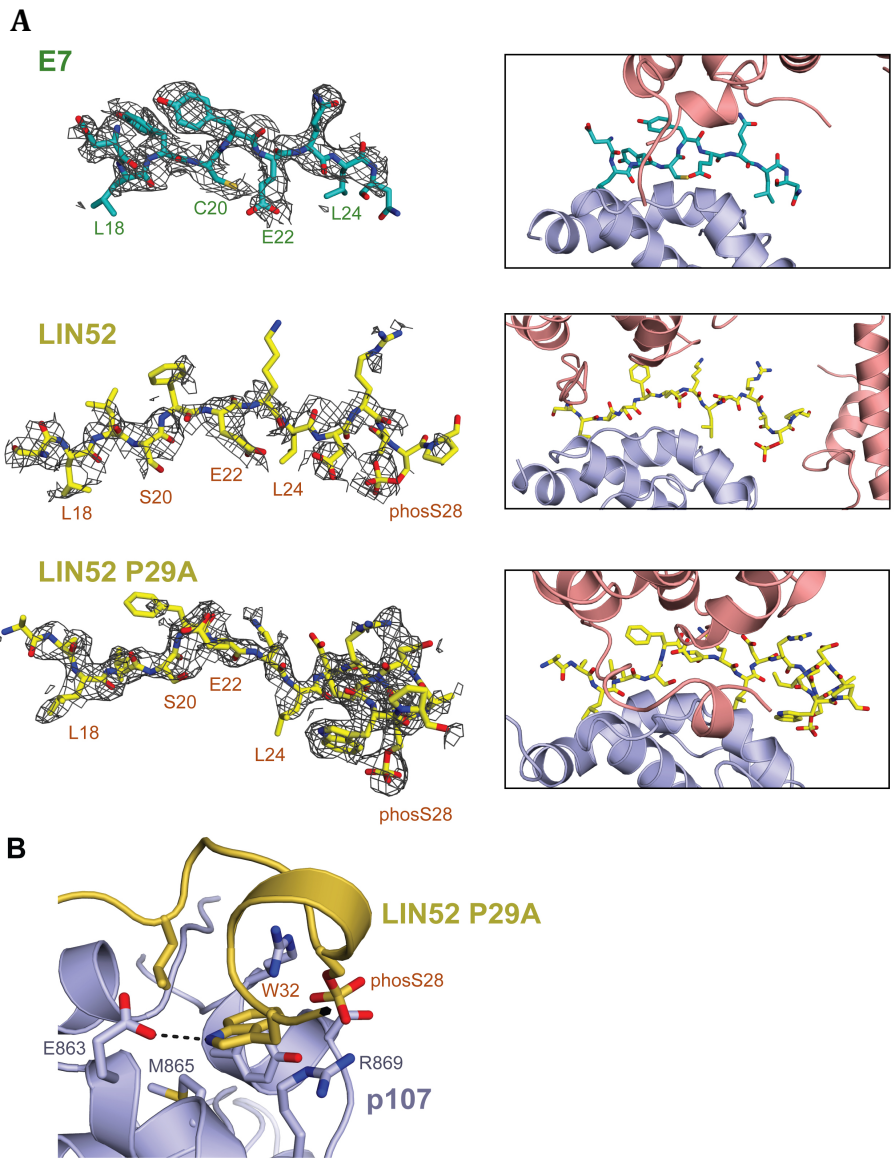 A
E7
L18
C20
E22
L24
LIN52
L18
S20
E22
L24
phosS28
LIN52 P29A
L18
S20
E22
L24
phosS28
B
LIN52 P29A
W32
phosS28
E863
M865
R869
p107